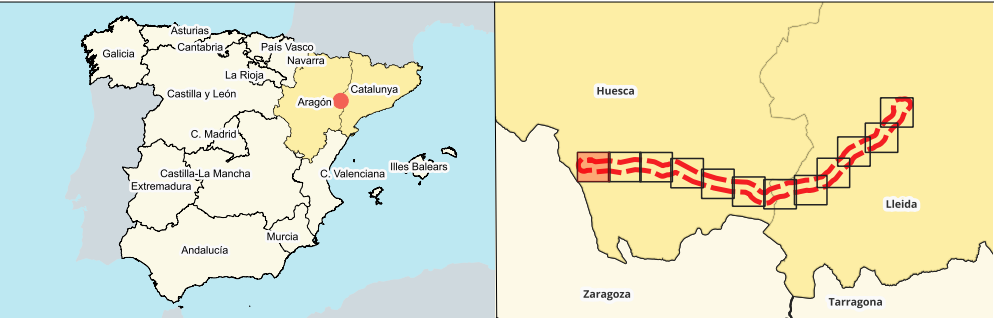 Asturias
Cantabria
País Vasco
Galicia
Navarra
La Rioja
Catalunya
Castilla y León
Aragón
C. Madrid
Castilla-La Mancha
C. Valenciana
Illes Balears
Extremadura
Murcia
Andalucía
Huesca
Lleida
Zaragoza
Tarragona